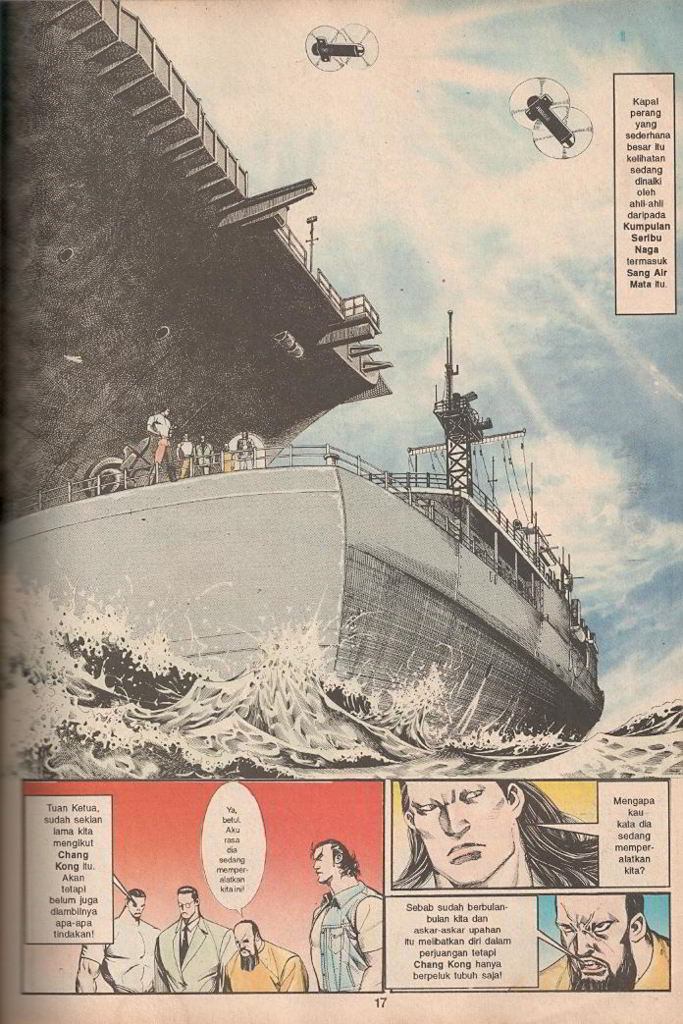 Kapal
perang
yang
sederhana
besar itu
kelihatan
sedang
dinaiki
oleh
ahli-ahli
daripada
Kumpulan
Seribu
Naga
termasuk
Sang Air
Mata itu.
Tuan Ketua,
sudah sekian
lama kita
mengikut
Chang
Kong itu.
Akan
tetapi
belum juga
diambilnya
apa-apa
tindakan!
Ya,
betul.
Aku
rasa
dia
sedang
memper-
alatkan
kita ini!
Mengapa
kau
kata dia
sedang
memper-
alatkan
kita?
Sebab sudah berbulan-
bulan kita dan
askar-askar upahan
itu melibatkan diri dalam
perjuangan tetapi
Chang Kong hanya
berpeluk tubuh saja!
17